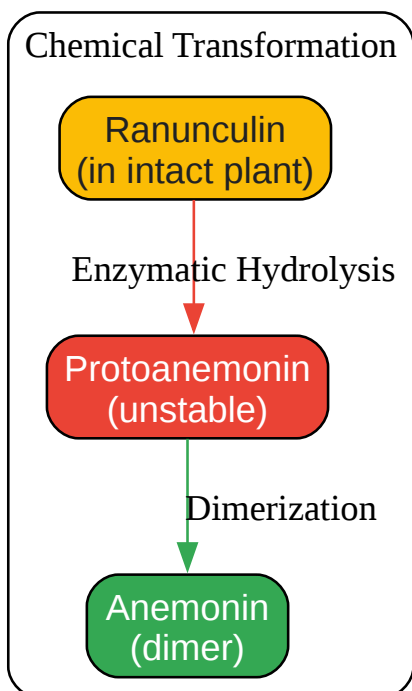 Chemical Transformation
Ranunculin
(in intact plant)
Enzymatic Hydrolysis
Protoanemonin
(unstable)
Dimerization
Anemonin
(dimer)